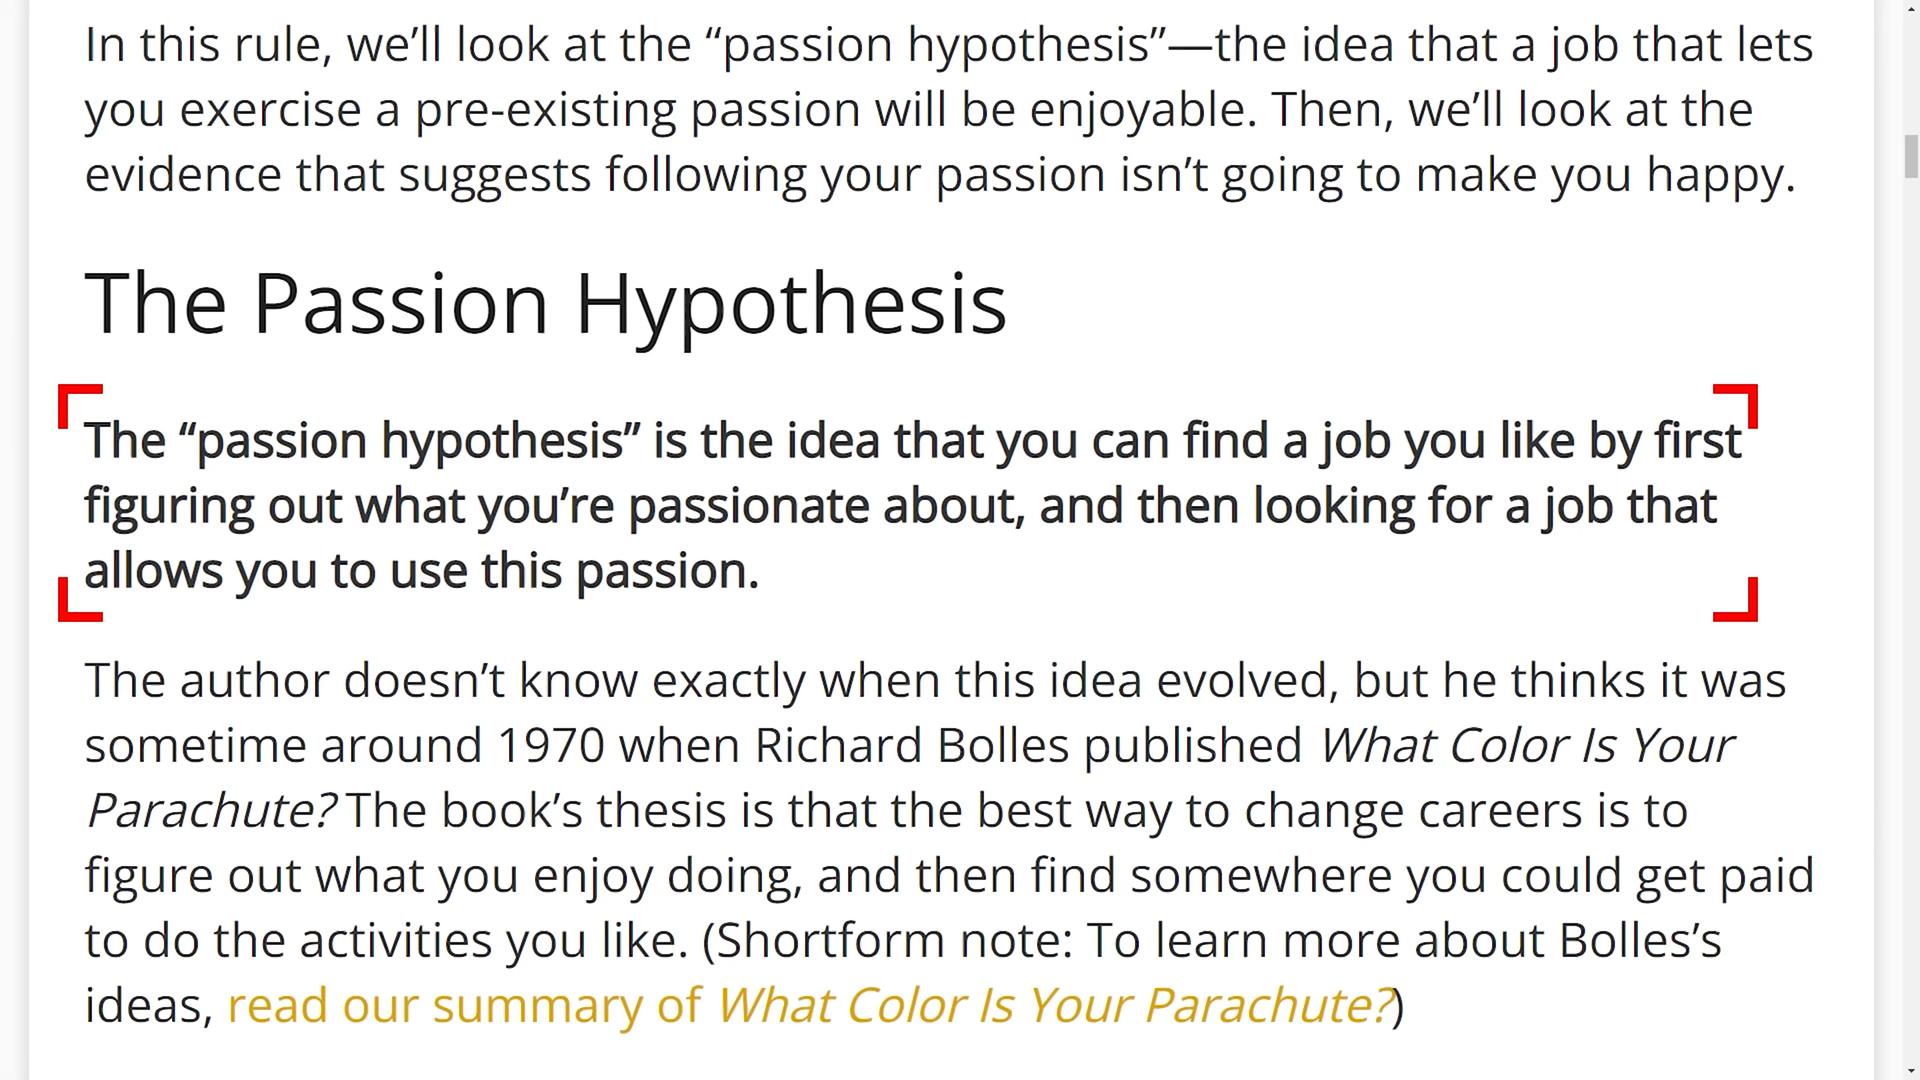 In this rule, we’ll look at the “passion hypothesis”—the idea that a job that lets
you exercise a pre-existing passion will be enjoyable. Then, we’ll look at the
evidence that suggests following your passion isn’t going to make you happy.
The Passion Hypothesis
The “passion hypothesis” is the idea that you can find a job you like by first
figuring out what you’re passionate about, and then looking for a job that
allows you to use this passion.
The author doesn’t know exactly when this idea evolved, but he thinks it was
sometime around 1970 when Richard Bolles published What Color Is Your
Parachute? The book’s thesis is that the best way to change careers is to
figure out what you enjoy doing, and then find somewhere you could get paid
to do the activities you like. (Shortform note: To learn more about Bolles’s
ideas, read our summary of What Color Is Your Parachute?)